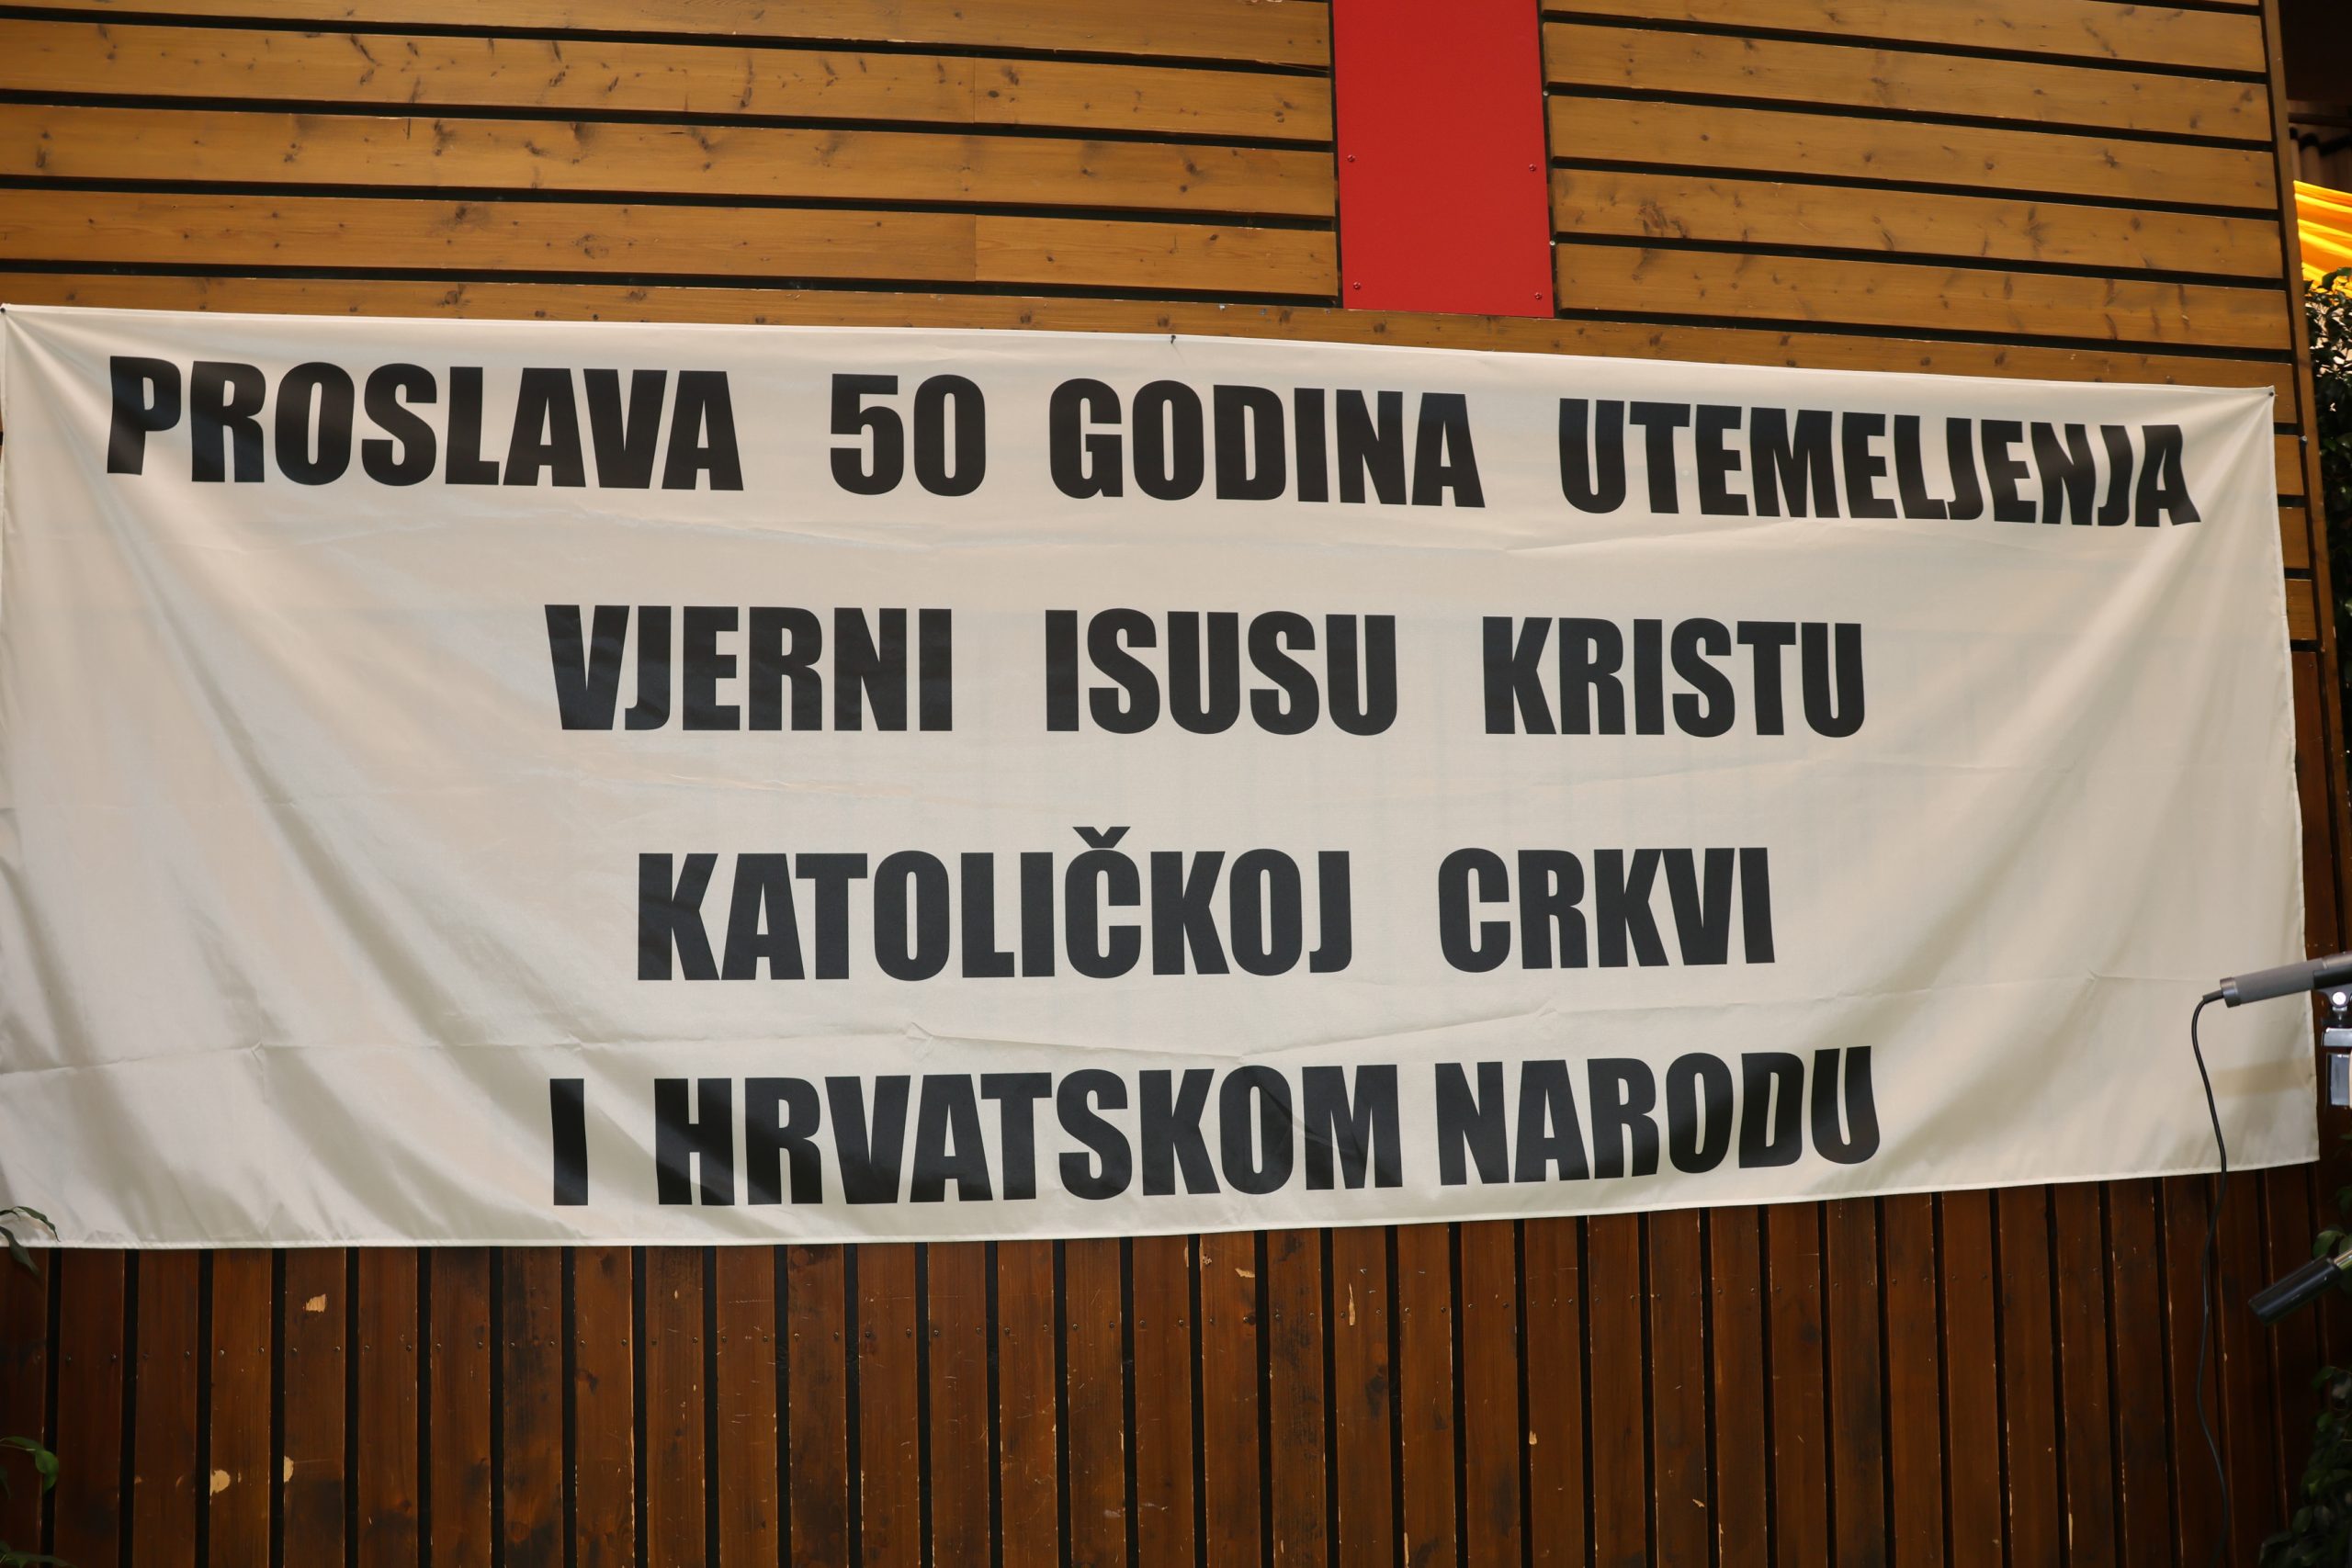 PROSLAVA 50 GODINA UTEMELJENJA
VJERNI ISUSU KRISTU
KATOLIČKOJ CRKVI
I HRVATSKOM NARODU